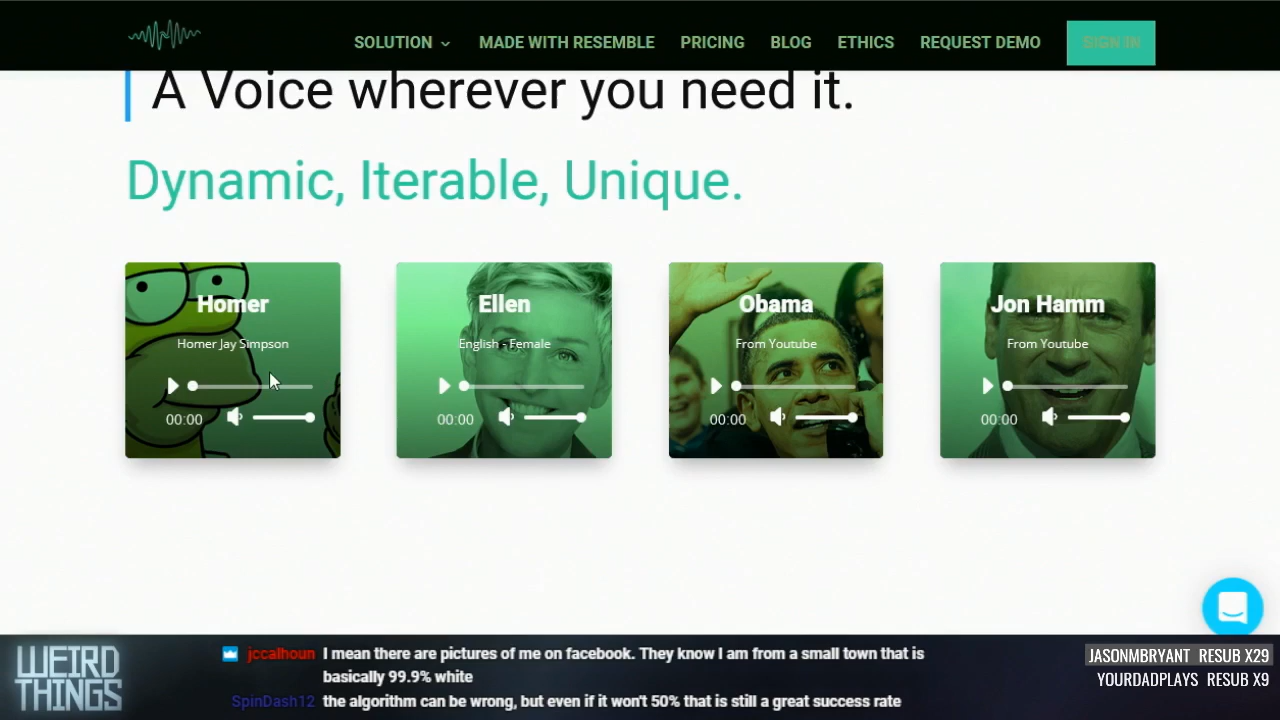 SOLUTION
MADE WITH RESEMBLE
PRICING
BLOG
ETHICS
REQUEST DEMO
SIGN IN
A Voice wherever you need it.
Dynamic, Iterable, Unique.
Homer
Homer Jay Simpson
00:00
Ellen
English - Female
00:00
Obama
From Youtube
00:00
Jon Hamm
From Youtube
00:00
WEIRD
THINGS
jccalhoun I mean there are pictures of me on facebook. They know I am from a small town that is
basically 99.9% white
SpinDash12 the algorithm can be wrong, but even if it won't 50% that is still a great success rate
JASONMBRYANT RESUB X29
YOURDADPLAYS RESUB X9